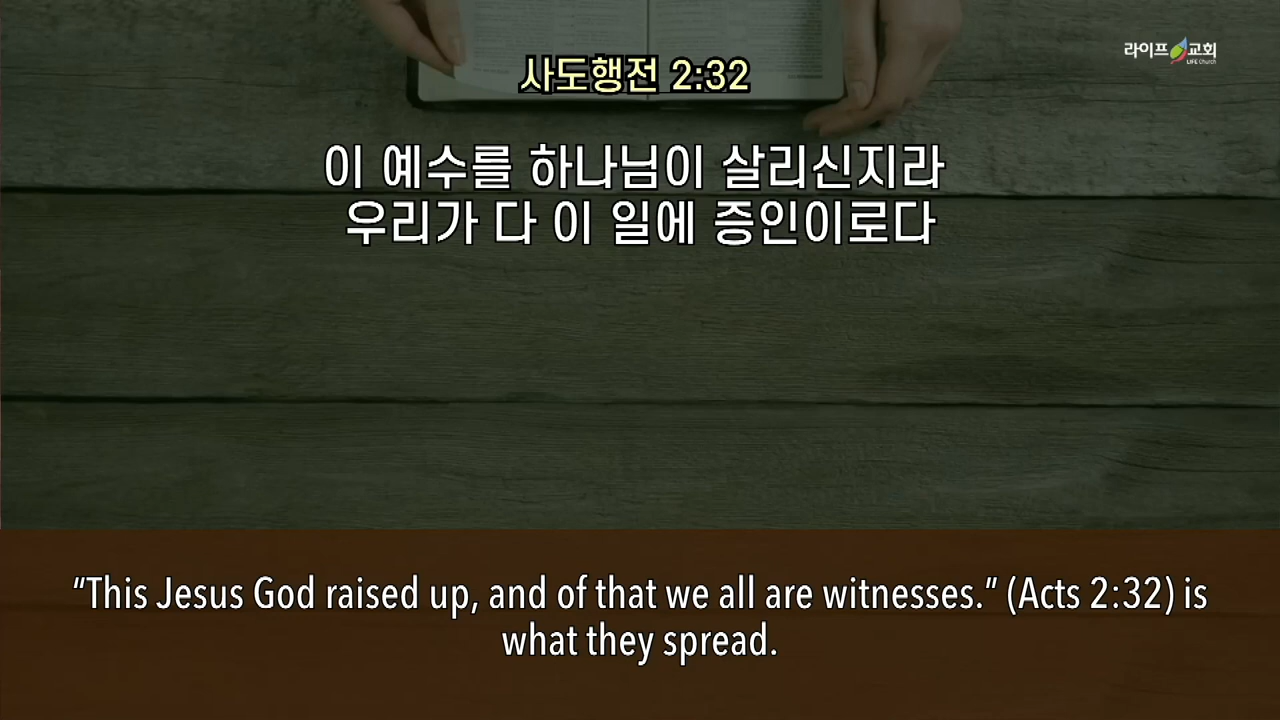 라이프 교회
LIFE Church
사도행전 2:32
이 예수를 하나님이 살리신지라
우리가 다 이 일에 증인이로다
“This Jesus God raised up, and of that we all are witnesses.” (Acts 2:32) is
what they spread.